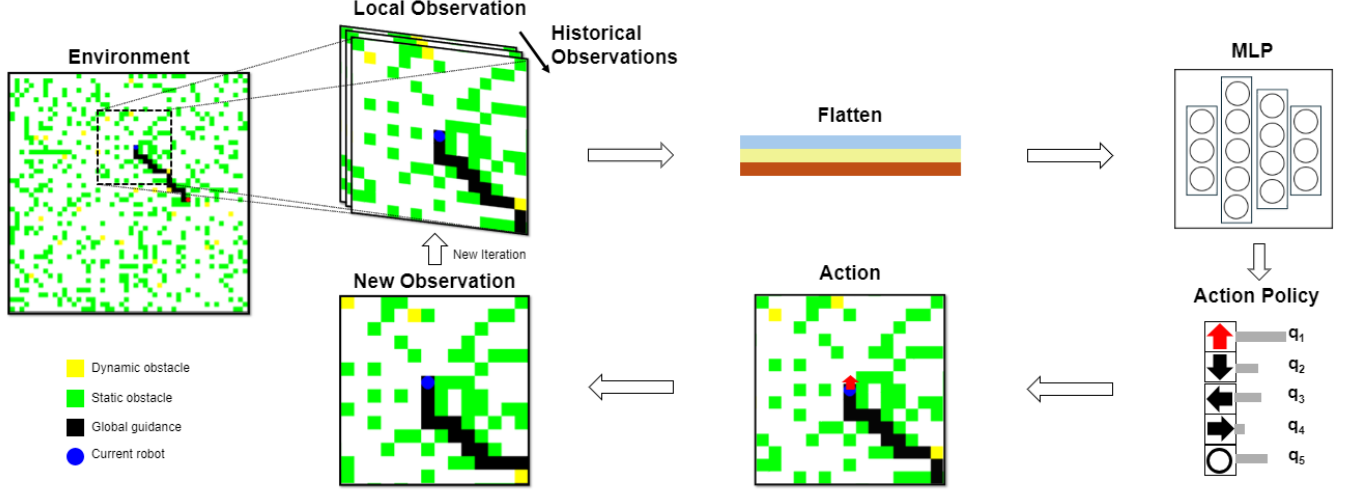 Local Observation
Historical
Observations
Environment
MLP
Flatten
New Iteration
New Observation
Action
Action Policy
q1
q2
q3
q4
q5
Dynamic obstacle
Static obstacle
Global guidance
Current robot